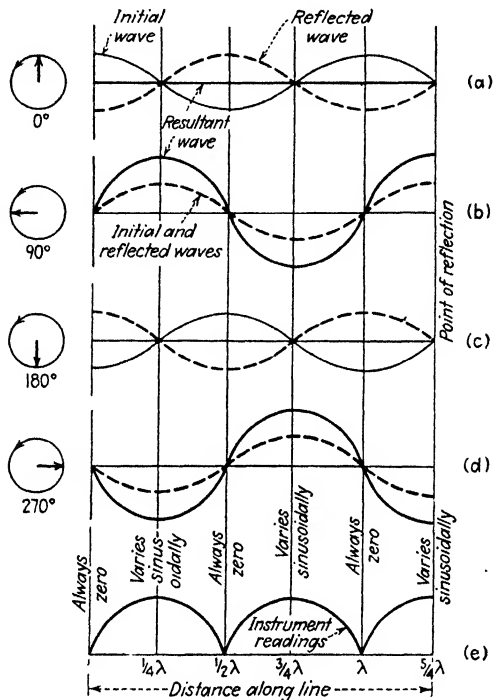 Initial
wave
Reflected
wave
(a)
0°
Resultant
wave
(b)
Initial and
reflected waves
90°
Point of reflection
(c)
180°
(d)
270°
Always
zero
Varies
sinus-
oidally
Always
zero
Varies
sinusoidally
Always
zero
Varies
sinusoidally
Instrument
readings
(e)
¼λ
½λ
¾λ
λ
5/4λ
Distance along line